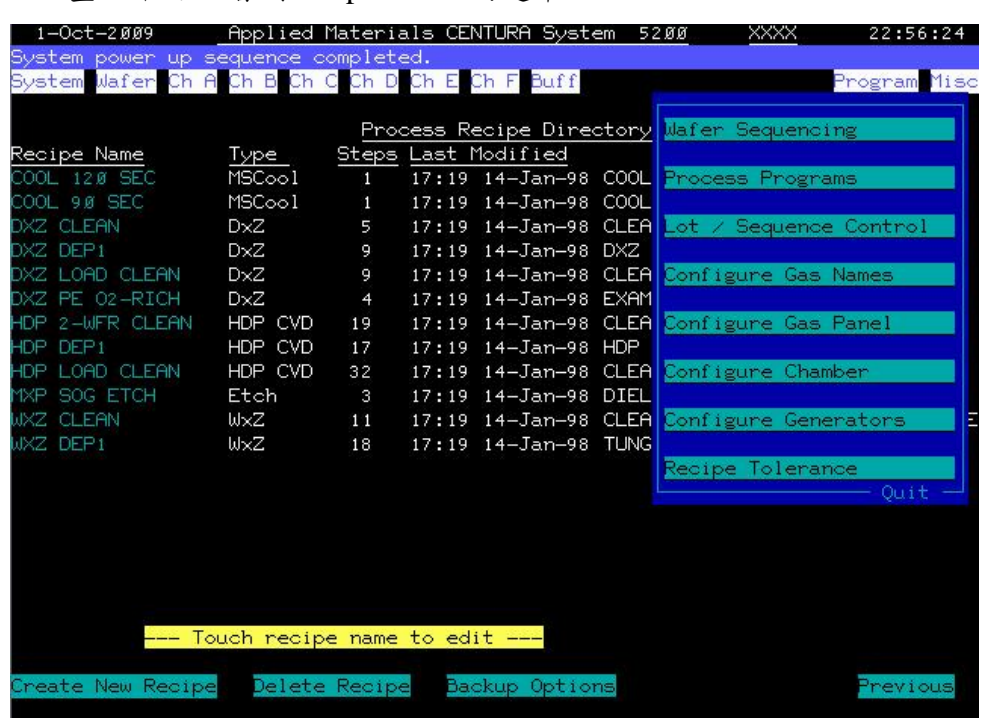 1-Oct-2009 Applied Materials CENTURA System 5200 XXXX 22:56:24
System power up sequence completed.
System Wafer Ch A Ch B Ch C Ch D Ch E Ch F Buff Program Misc
Process Recipe Directory
Recipe Name Type Steps Last Modified
COOL 120 SEC MSCool 1 17:19 14-Jan-98 COOL
COOL 90 SEC MSCool 1 17:19 14-Jan-98 COOL
DXZ CLEAN DxZ 5 17:19 14-Jan-98 CLEA
DXZ DEP1 DxZ 9 17:19 14-Jan-98 DXZ
DXZ LOAD CLEAN DxZ 9 17:19 14-Jan-98 CLEA
DXZ PE O2-RICH DxZ 4 17:19 14-Jan-98 EXAM
HDP 2-WFR CLEAN HDP CVD 19 17:19 14-Jan-98 CLEA
HDP DEP1 HDP CVD 17 17:19 14-Jan-98 HDP
HDP LOAD CLEAN HDP CVD 32 17:19 14-Jan-98 CLEA
MXP SOG ETCH Etch 3 17:19 14-Jan-98 DIEL
WXZ CLEAN WxZ 11 17:19 14-Jan-98 CLEA E
WXZ DEP1 WxZ 18 17:19 14-Jan-98 TUNG
Wafer Sequencing
Process Programs
Lot / Sequence Control
Configure Gas Names
Configure Gas Panel
Configure Chamber
Configure Generators
Recipe Tolerance
Quit
--- Touch recipe name to edit ---
Create New Recipe Delete Recipe Backup Options Previous